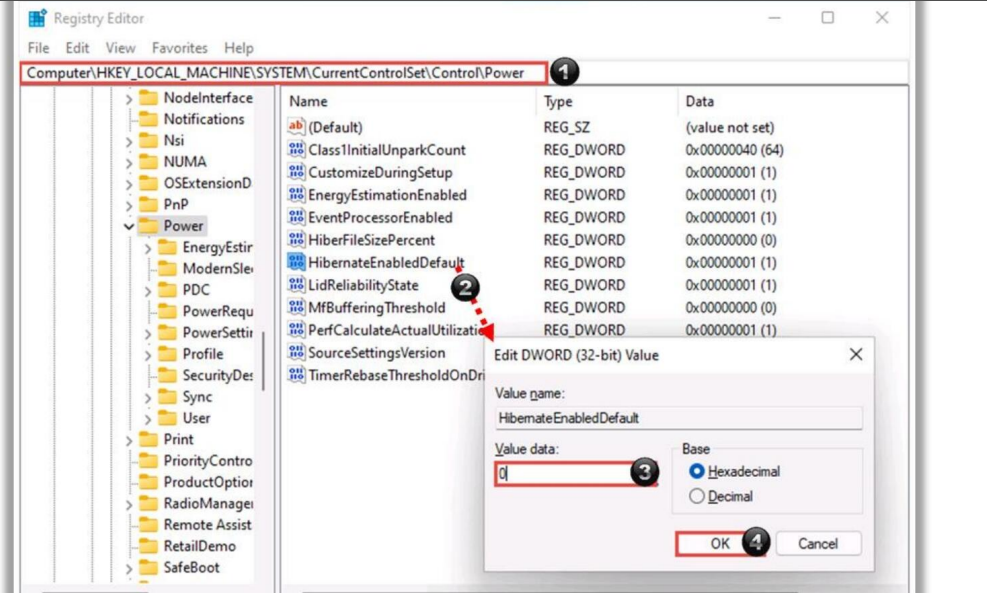 Registry Editor
File Edit View Favorites Help
Computer\HKEY_LOCAL_MACHINE\SYSTEM\CurrentControlSet\Control\Power
1
NodeInterface
Notifications
Nsi
NUMA
OSExtensionD
PnP
Power
EnergyEstir
ModernSle
PDC
PowerRequ
PowerSettir
Profile
SecurityDes
Sync
User
Print
PriorityContro
ProductOption
RadioManager
Remote Assist
RetailDemo
SafeBoot
Name Type Data
ab (Default) REG_SZ (value not set)
Class1InitialUnparkCount REG_DWORD 0x00000040 (64)
CustomizeDuringSetup REG_DWORD 0x00000001 (1)
EnergyEstimationEnabled REG_DWORD 0x00000001 (1)
EventProcessorEnabled REG_DWORD 0x00000001 (1)
HiberFileSizePercent REG_DWORD 0x00000000 (0)
HibernateEnabledDefault REG_DWORD 0x00000001 (1)
LidReliabilityState REG_DWORD 0x00000001 (1)
2
MfBufferingThreshold REG_DWORD 0x00000000 (0)
PerfCalculateActualUtilizatio REG_DWORD 0x00000001 (1)
SourceSettingsVersion
TimerRebaseThresholdOnDri
Edit DWORD (32-bit) Value
Value name:
HibernateEnabledDefault
Value data:
0
3
Base
Hexadecimal
Decimal
OK 4 Cancel